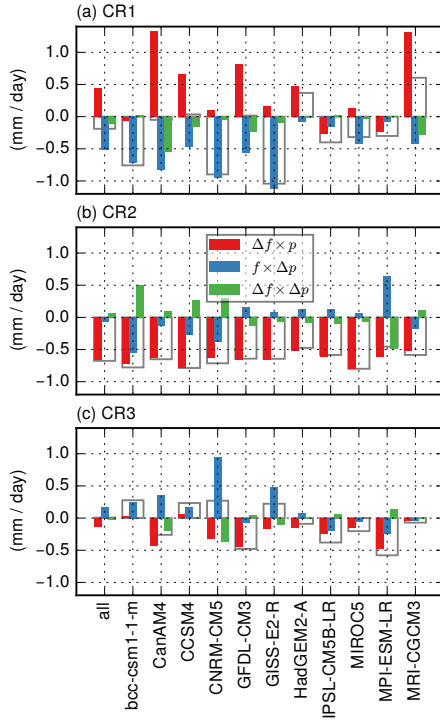 (a) CR1
1.0
0.5
0.0
−0.5
−1.0
(mm / day)
(b) CR2
1.0
0.5
0.0
−0.5
−1.0
(mm / day)
Δf × p
f × Δp
Δf × Δp
(c) CR3
1.0
0.5
0.0
−0.5
−1.0
(mm / day)
all
bcc-csm1-1-m
CanAM4
CCSM4
CNRM-CM5
GFDL-CM3
GISS-E2-R
HadGEM2-A
IPSL-CM5B-LR
MIROC5
MPI-ESM-LR
MRI-CGCM3